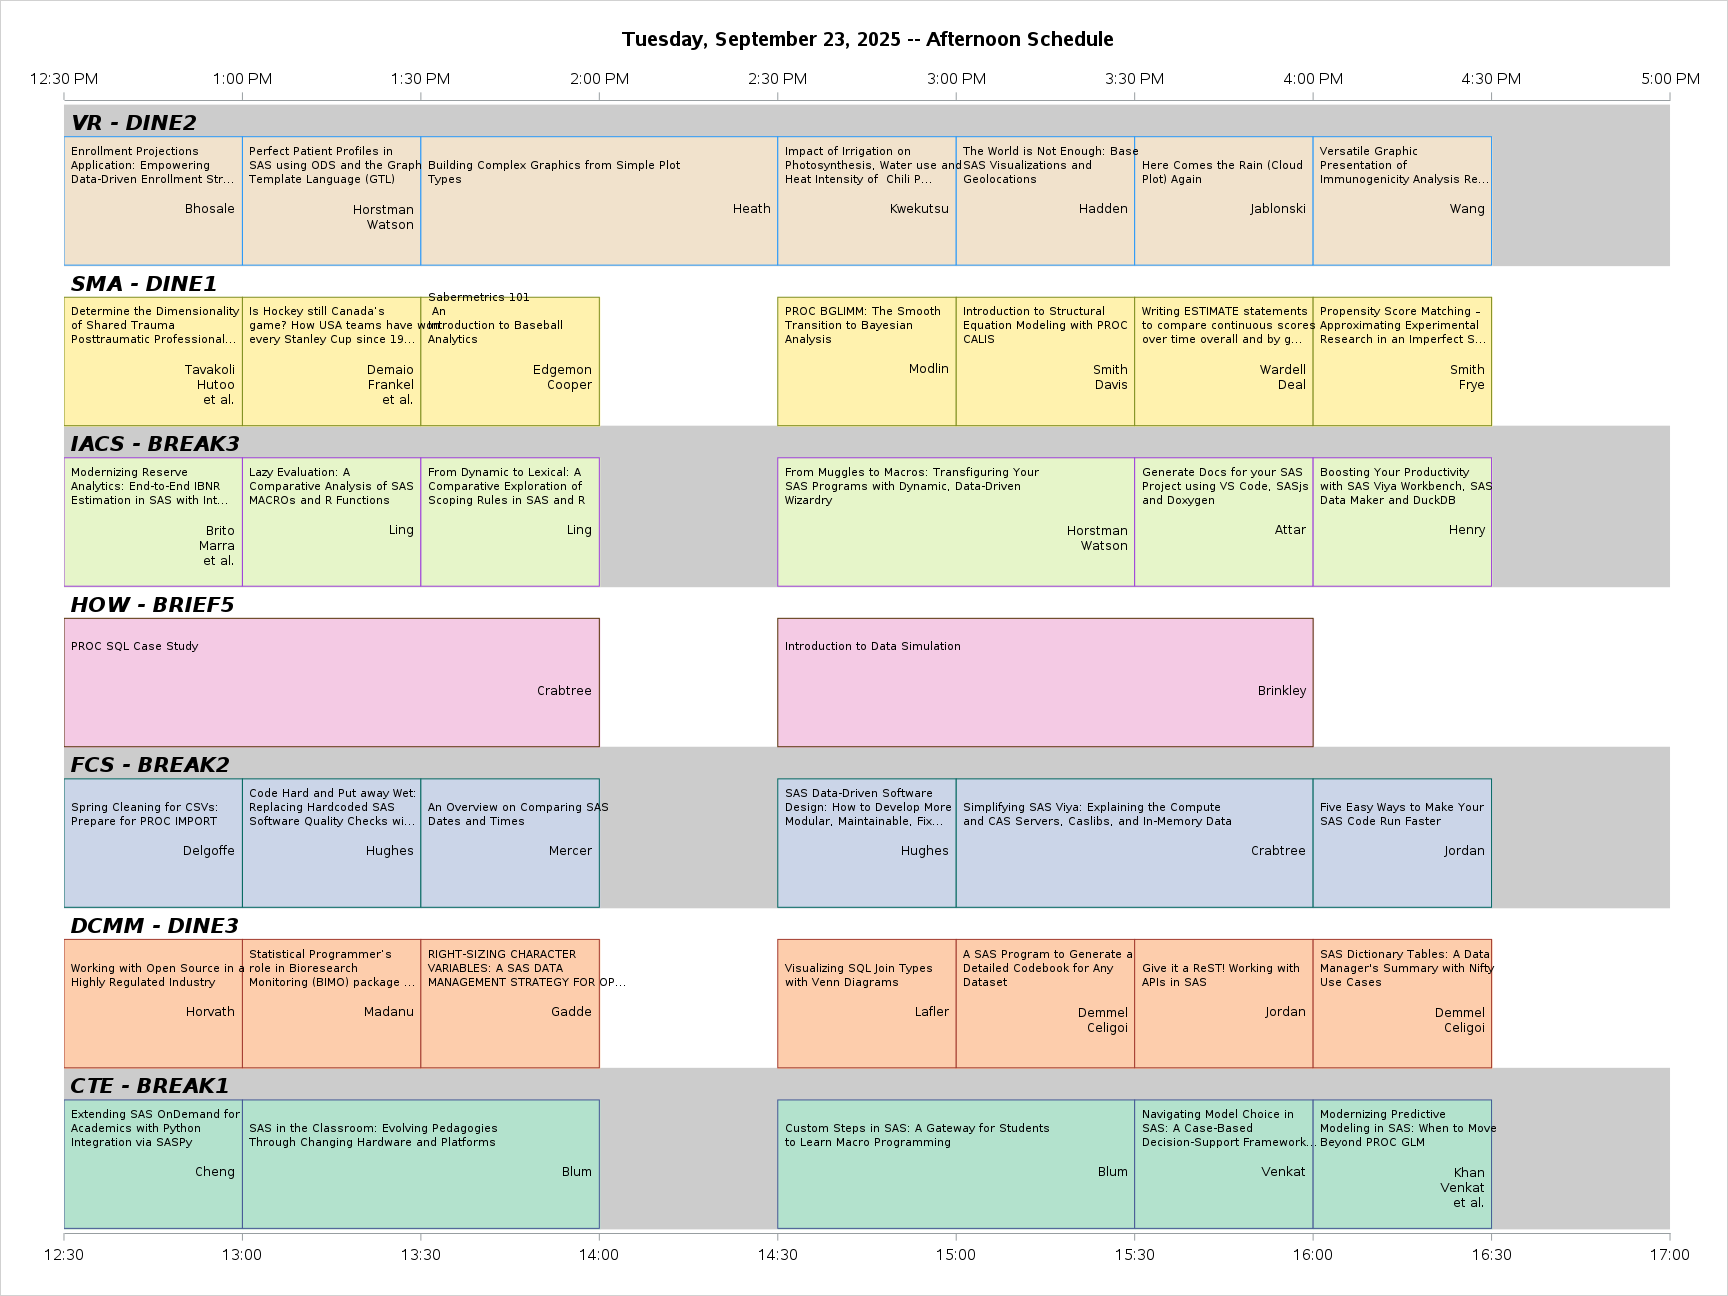 Tuesday, September 23, 2025 -- Afternoon Schedule
12:30 PM 1:00 PM 1:30 PM 2:00 PM 2:30 PM 3:00 PM 3:30 PM 4:00 PM 4:30 PM 5:00 PM
VR - DINE2
Enrollment Projections
Application: Empowering
Data-Driven Enrollment Str...
Bhosale
Perfect Patient Profiles in
SAS using ODS and the Graph
Template Language (GTL)
Horstman
Watson
Building Complex Graphics from Simple Plot
Types
Heath
Impact of Irrigation on
Photosynthesis, Water use and
Heat Intensity of  Chili P...
Kwekutsu
The World is Not Enough: Base
SAS Visualizations and
Geolocations
Hadden
Here Comes the Rain (Cloud
Plot) Again
Jablonski
Versatile Graphic
Presentation of
Immunogenicity Analysis Re...
Wang
SMA - DINE1
Determine the Dimensionality
of Shared Trauma
Posttraumatic Professional...
Tavakoli
Hutoo
et al.
Is Hockey still Canada's
game? How USA teams have won
every Stanley Cup since 19...
Demaio
Frankel
et al.
Sabermetrics 101
An
Introduction to Baseball
Analytics
Edgemon
Cooper
PROC BGLIMM: The Smooth
Transition to Bayesian
Analysis
Modlin
Introduction to Structural
Equation Modeling with PROC
CALIS
Smith
Davis
Writing ESTIMATE statements
to compare continuous scores
over time overall and by g...
Wardell
Deal
Propensity Score Matching –
Approximating Experimental
Research in an Imperfect S...
Smith
Frye
IACS - BREAK3
Modernizing Reserve
Analytics: End-to-End IBNR
Estimation in SAS with Int...
Brito
Marra
et al.
Lazy Evaluation: A
Comparative Analysis of SAS
MACROs and R Functions
Ling
From Dynamic to Lexical: A
Comparative Exploration of
Scoping Rules in SAS and R
Ling
From Muggles to Macros: Transfiguring Your
SAS Programs with Dynamic, Data-Driven
Wizardry
Horstman
Watson
Generate Docs for your SAS
Project using VS Code, SASjs
and Doxygen
Attar
Boosting Your Productivity
with SAS Viya Workbench, SAS
Data Maker and DuckDB
Henry
HOW - BRIEF5
PROC SQL Case Study
Crabtree
Introduction to Data Simulation
Brinkley
FCS - BREAK2
Spring Cleaning for CSVs:
Prepare for PROC IMPORT
Delgoffe
Code Hard and Put away Wet:
Replacing Hardcoded SAS
Software Quality Checks wi...
Hughes
An Overview on Comparing SAS
Dates and Times
Mercer
SAS Data-Driven Software
Design: How to Develop More
Modular, Maintainable, Fix...
Hughes
Simplifying SAS Viya: Explaining the Compute
and CAS Servers, Caslibs, and In-Memory Data
Crabtree
Five Easy Ways to Make Your
SAS Code Run Faster
Jordan
DCMM - DINE3
Working with Open Source in a
Highly Regulated Industry
Horvath
Statistical Programmer's
role in Bioresearch
Monitoring (BIMO) package ...
Madanu
RIGHT-SIZING CHARACTER
VARIABLES: A SAS DATA
MANAGEMENT STRATEGY FOR OP...
Gadde
Visualizing SQL Join Types
with Venn Diagrams
Lafler
A SAS Program to Generate a
Detailed Codebook for Any
Dataset
Demmel
Celigoi
Give it a ReST! Working with
APIs in SAS
Jordan
SAS Dictionary Tables: A Data
Manager's Summary with Nifty
Use Cases
Demmel
Celigoi
CTE - BREAK1
Extending SAS OnDemand for
Academics with Python
Integration via SASPy
Cheng
SAS in the Classroom: Evolving Pedagogies
Through Changing Hardware and Platforms
Blum
Custom Steps in SAS: A Gateway for Students
to Learn Macro Programming
Blum
Navigating Model Choice in
SAS: A Case-Based
Decision-Support Framework...
Venkat
Modernizing Predictive
Modeling in SAS: When to Move
Beyond PROC GLM
Khan
Venkat
et al.
12:30 13:00 13:30 14:00 14:30 15:00 15:30 16:00 16:30 17:00